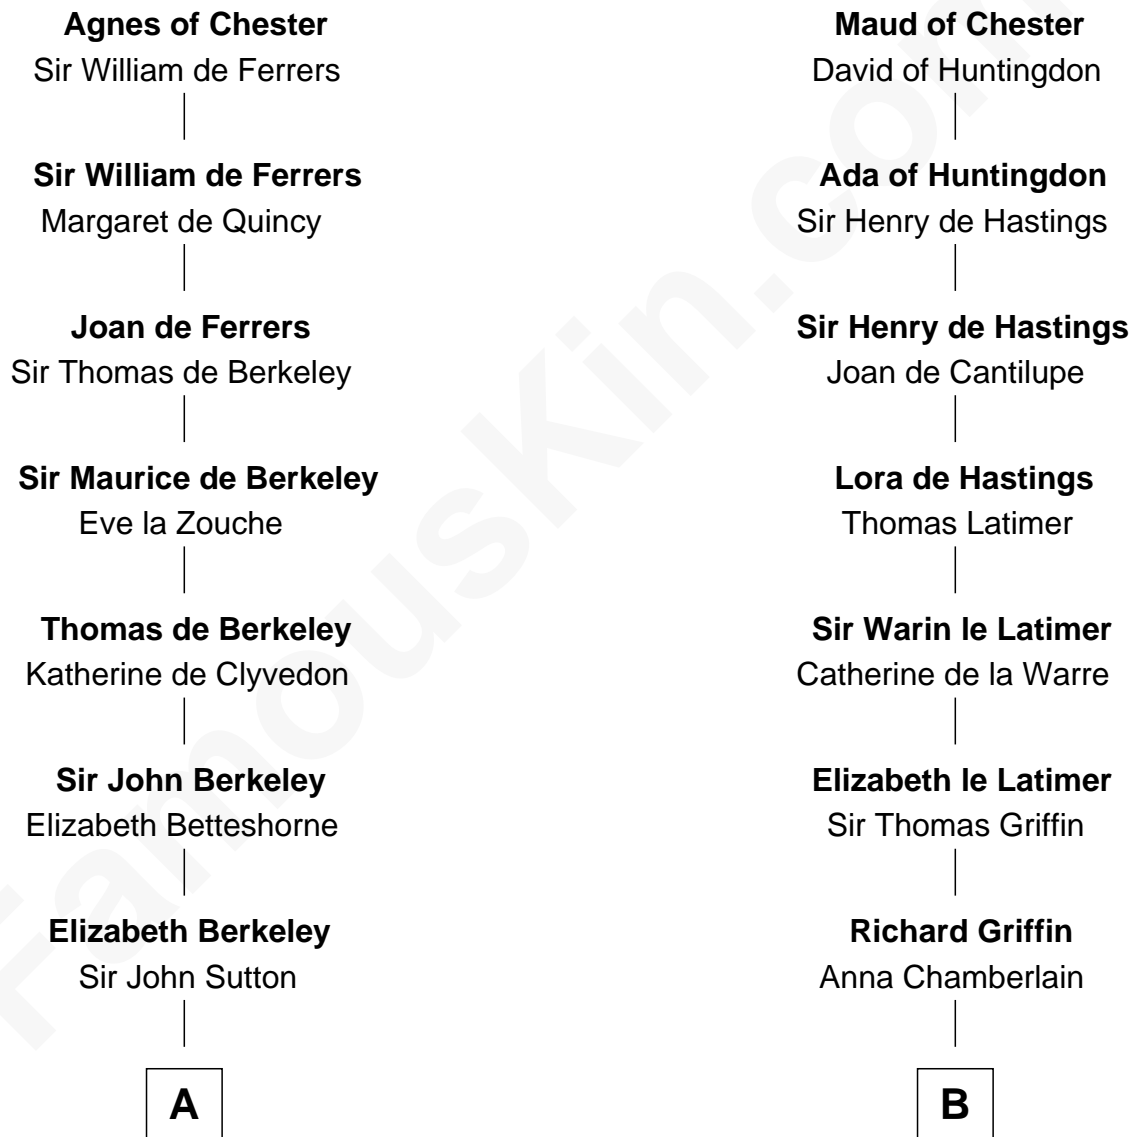 Agnes of Chester
Sir William de Ferrers
Sir William de Ferrers
Margaret de Quincy
Joan de Ferrers
Sir Thomas de Berkeley
Sir Maurice de Berkeley
Eve la Zouche
Thomas de Berkeley
Katherine de Clyvedon
Sir John Berkeley
Elizabeth Betteshorne
Elizabeth Berkeley
Sir John Sutton
A
Maud of Chester
David of Huntingdon
Ada of Huntingdon
Sir Henry de Hastings
Sir Henry de Hastings
Joan de Cantilupe
Lora de Hastings
Thomas Latimer
Sir Warin le Latimer
Catherine de la Warre
Elizabeth le Latimer
Sir Thomas Griffin
Richard Griffin
Anna Chamberlain
B
FamousKin.com